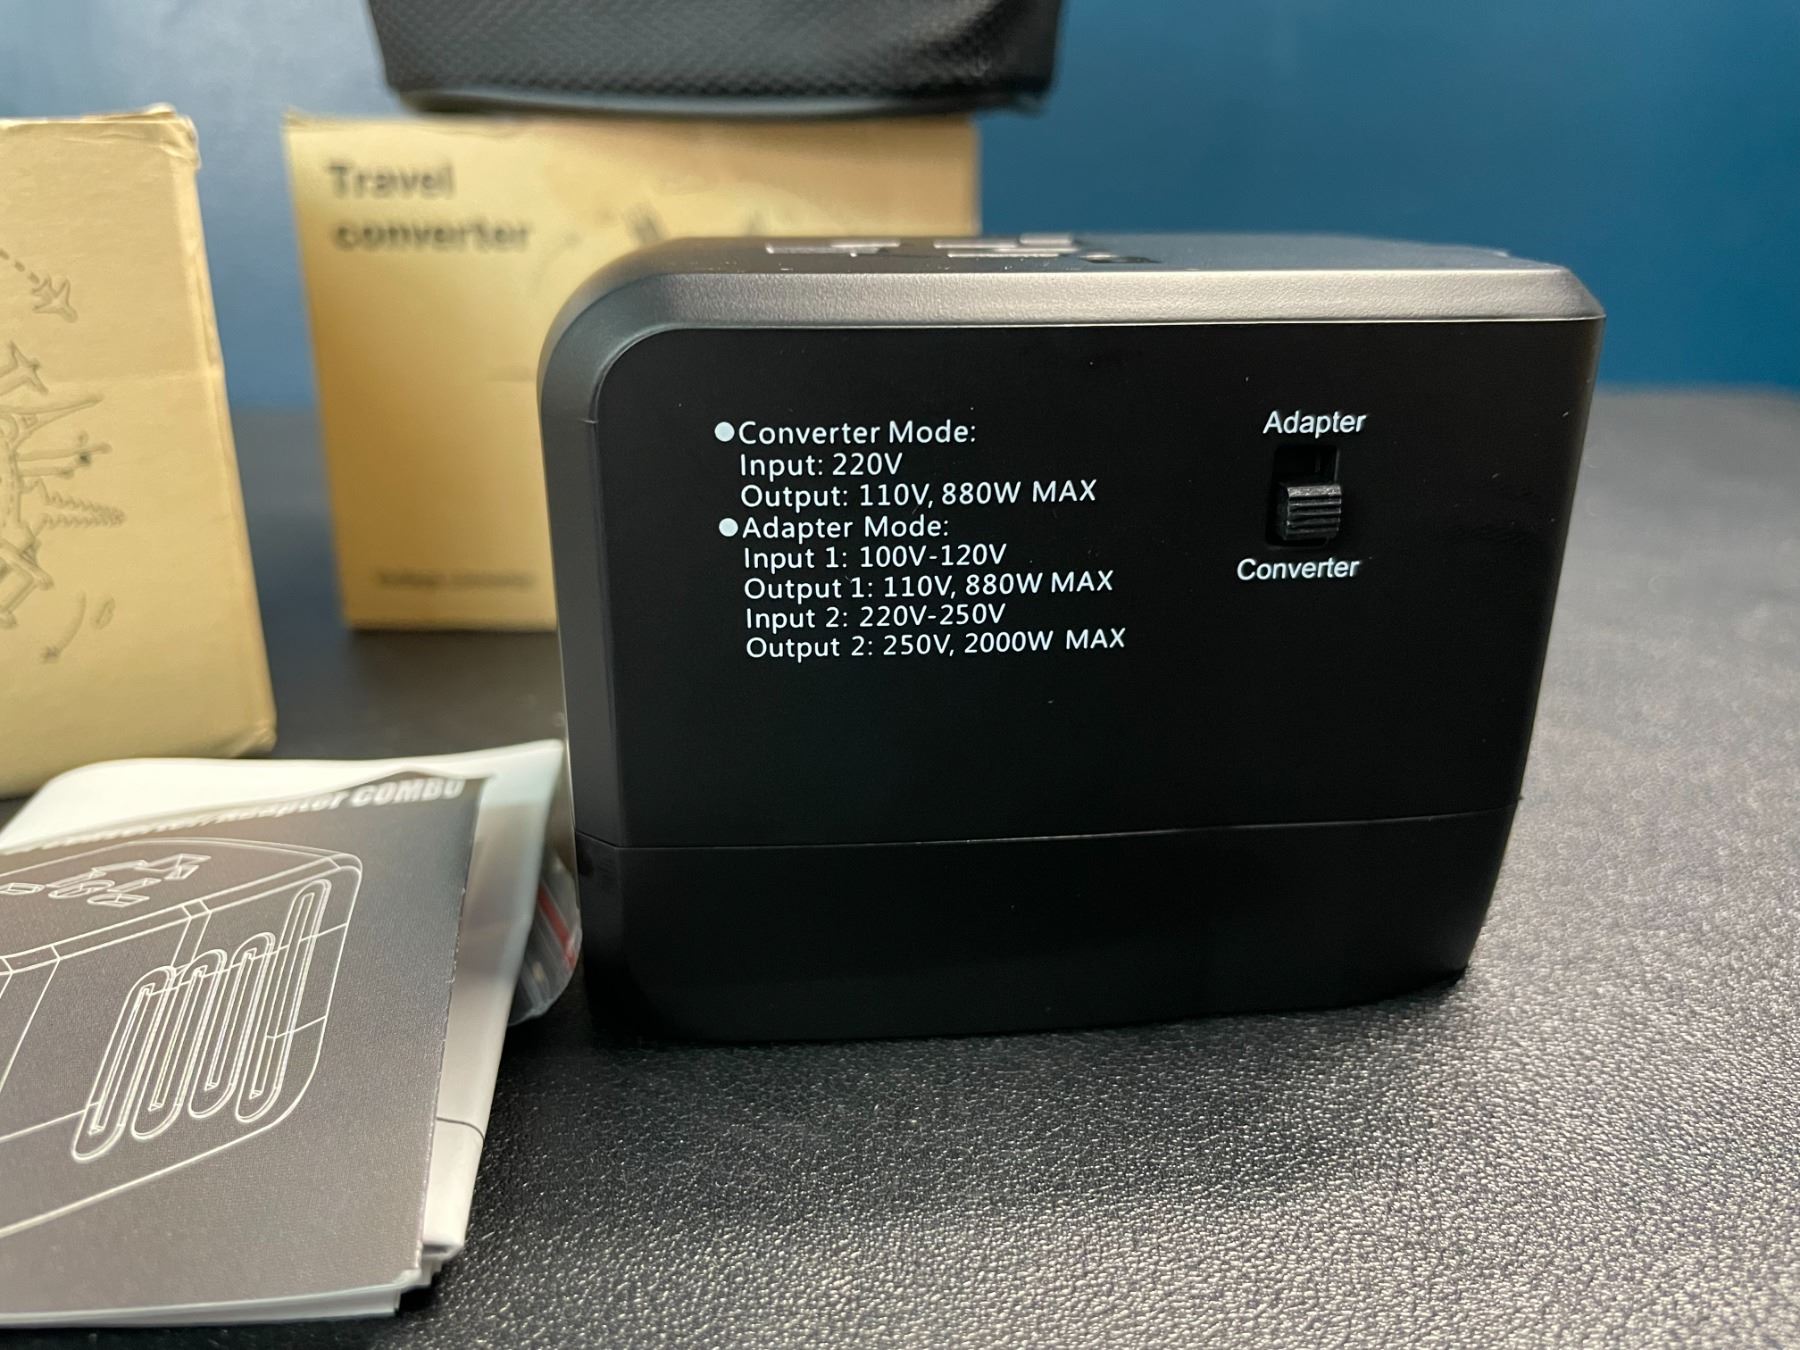 Travel
converter
●Converter Mode:
Input: 220V
Output: 110V, 880W MAX
●Adapter Mode:
Input 1: 100V-120V
Output 1: 110V, 880W MAX
Input 2: 220V-250V
Output 2: 250V, 2000W MAX
Adapter
Converter
COMBO